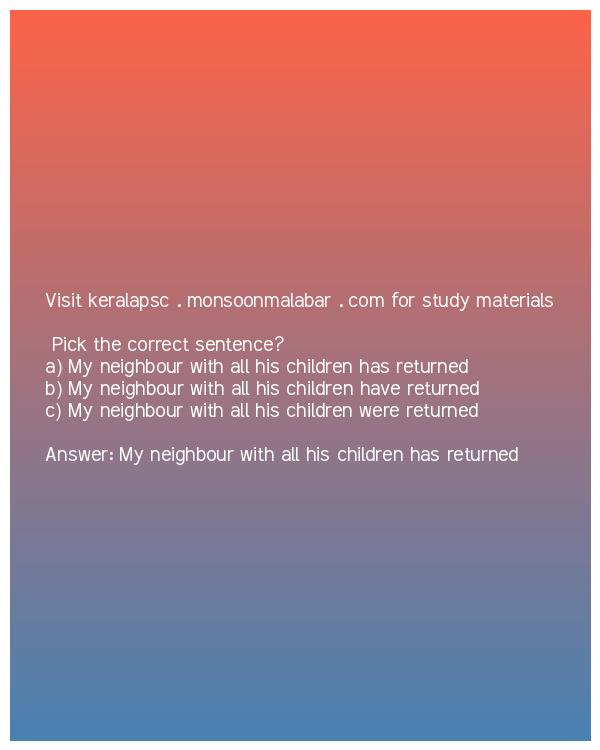 Visit keralapsc . monsoonmalabar . com for study materials
Pick the correct sentence?
a) My neighbour with all his children has returned
b) My neighbour with all his children have returned
c) My neighbour with all his children were returned
Answer: My neighbour with all his children has returned